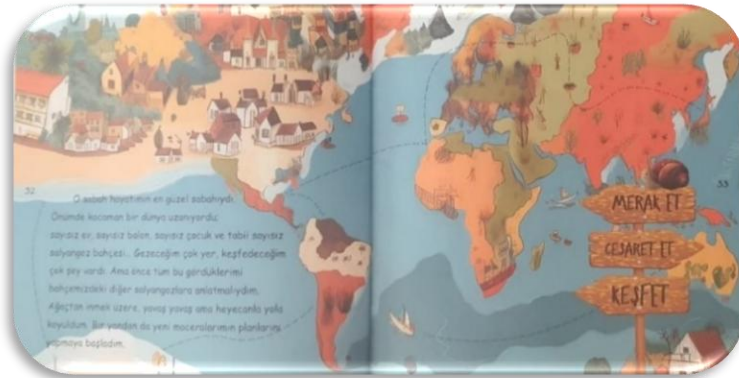 32
O sabah hayatımın en güzel sabahıydı.
Önümde kocaman bir dünya uzanıyordu;
sayısız ev, sayısız balon, sayısız çocuk ve tabii sayısız
salyangoz bahçesi... Gezeceğim çok yer, keşfedeceğim
çok şey vardı. Ama önce tüm bu gördüklerimi
bahçemizdeki diğer salyangozlara anlatmalıydım.
Ağaçtan inmek üzere, yavaş yavaş ama heyecanla yola
koyuldum. Bir yandan da yeni maceralarımın planlarını
yapmaya başladım.
33
MERAK ET
CESARET ET
KEŞFET